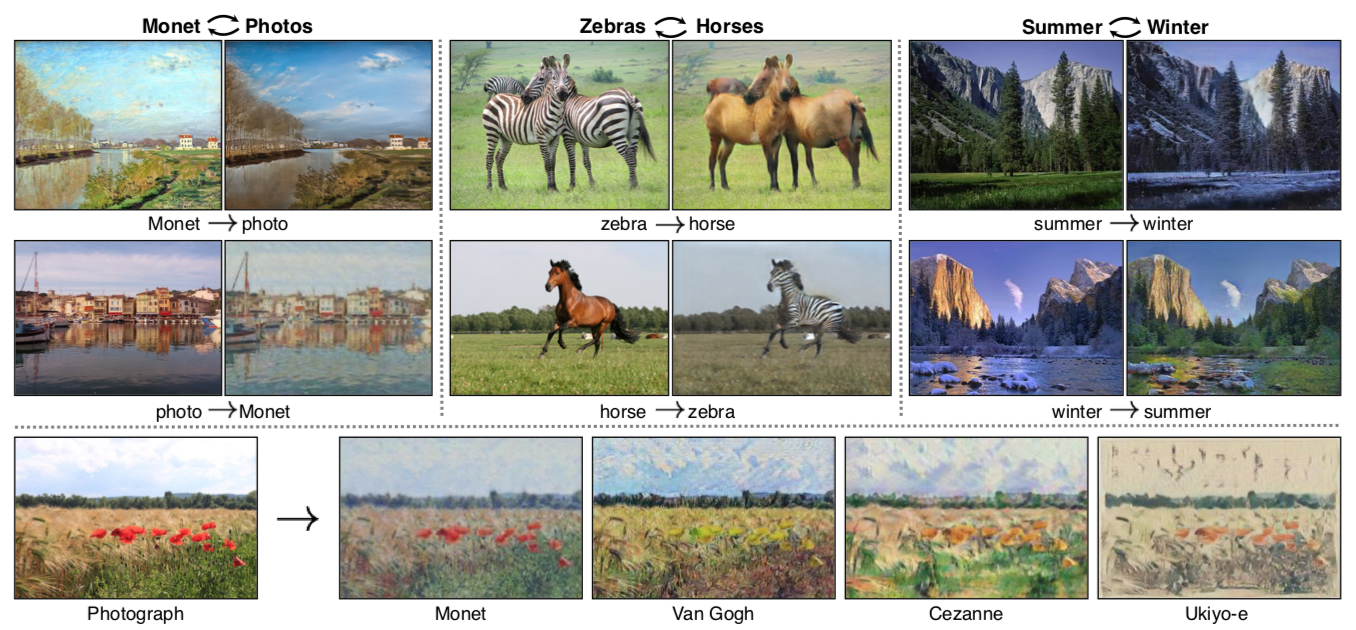 Monet Photos
Zebras Horses
Summer Winter
Monet → photo
zebra → horse
summer → winter
photo → Monet
horse → zebra
winter → summer
→
Photograph
Monet
Van Gogh
Cezanne
Ukiyo-e